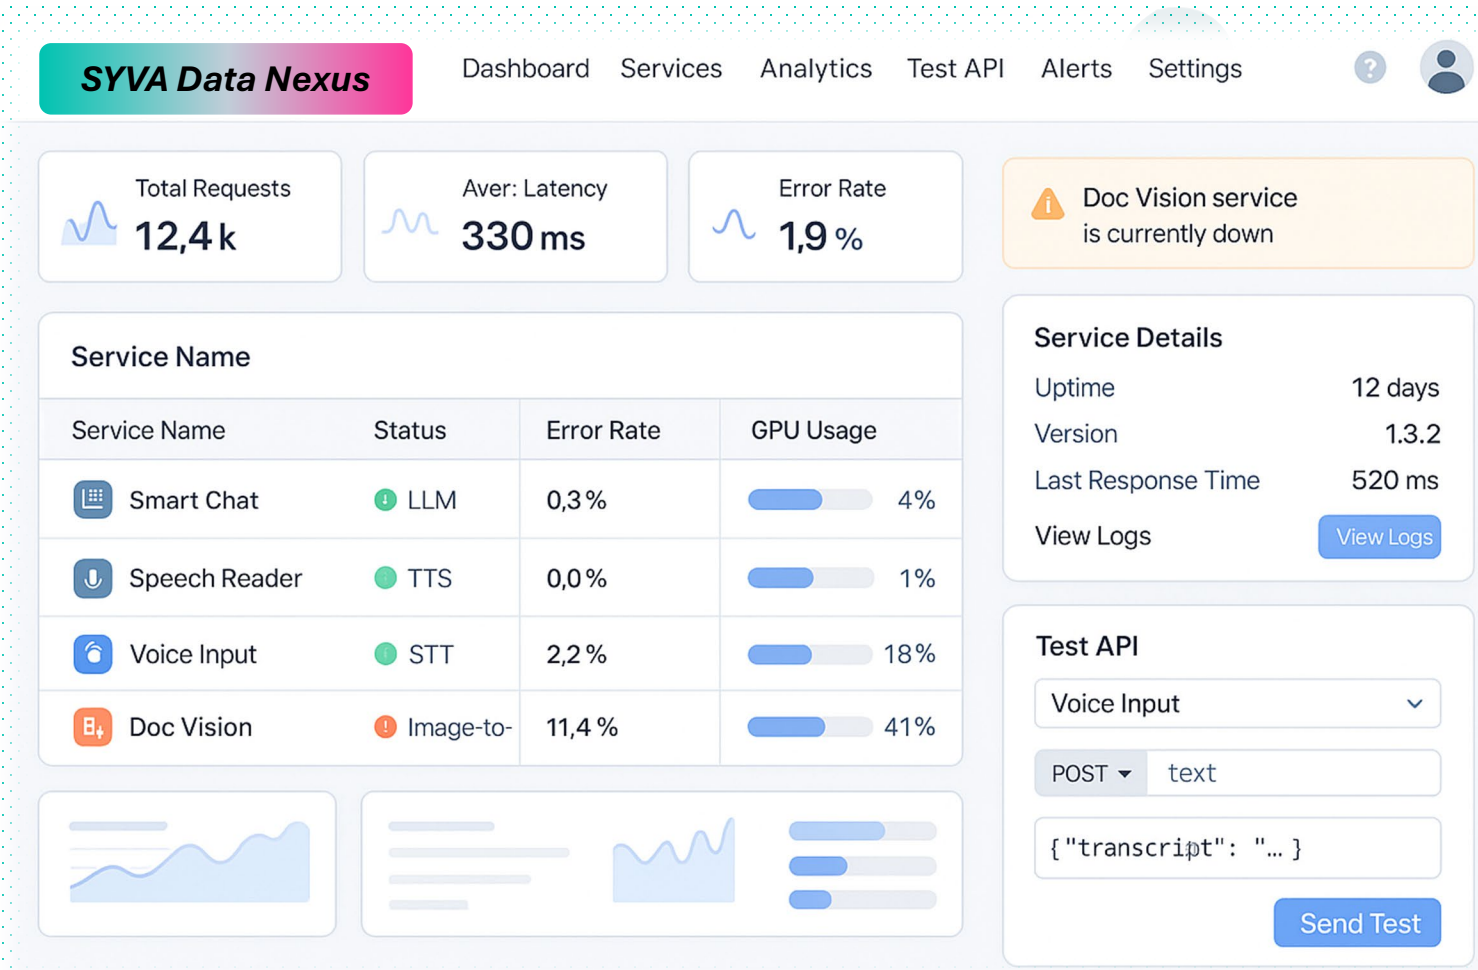 SYVA Data Nexus
Dashboard Services Analytics Test API Alerts Settings ?
Total Requests
12,4k
Aver: Latency
330 ms
Error Rate
1,9 %
Doc Vision service
is currently down
Service Name
Service Name Status Error Rate GPU Usage
Smart Chat LLM 0,3% 4%
Speech Reader TTS 0,0% 1%
Voice Input STT 2,2% 18%
Doc Vision Image-to- 11,4% 41%
Service Details
Uptime 12 days
Version 1.3.2
Last Response Time 520 ms
View Logs View Logs
Test API
Voice Input
POST text
{"transcript": "… }
Send Test